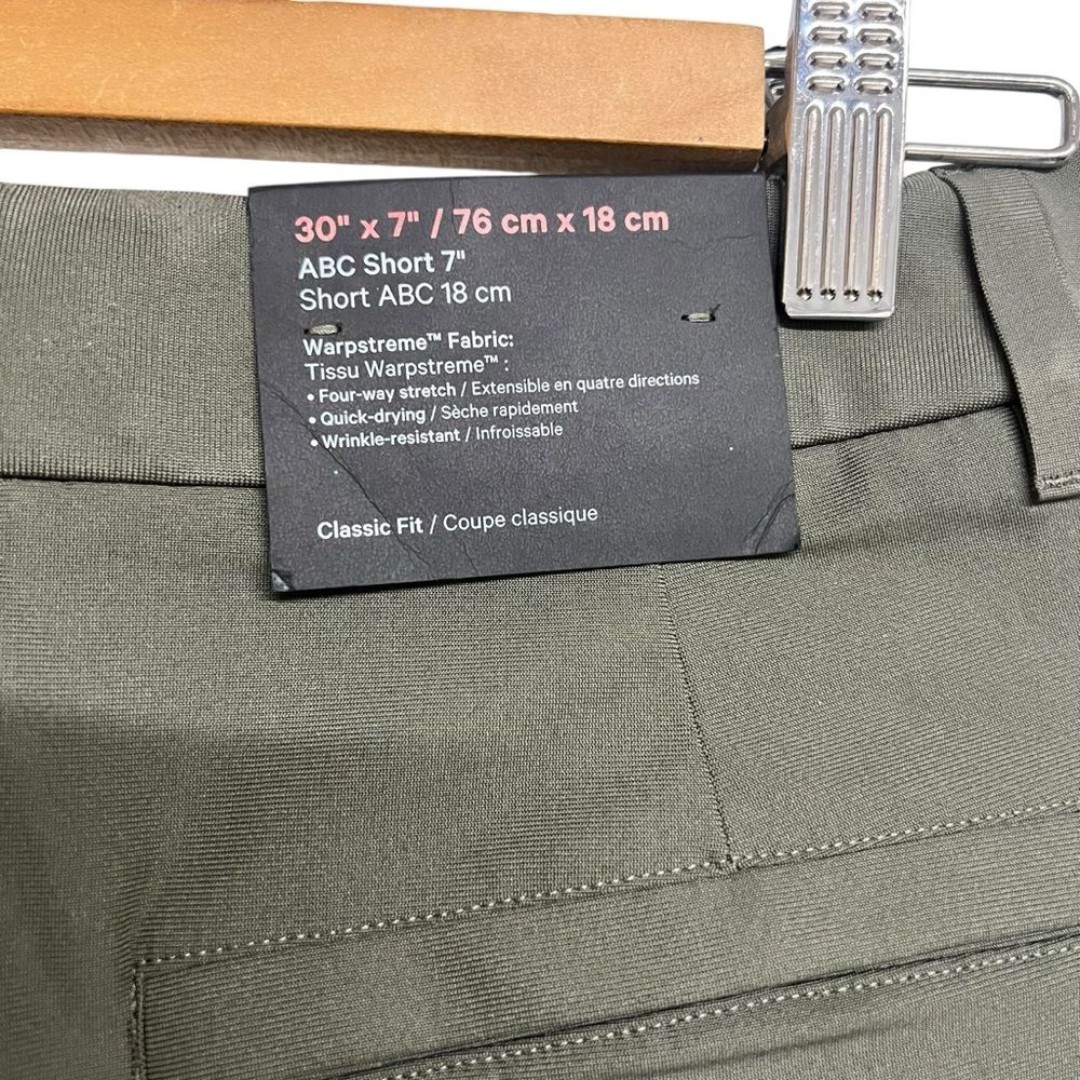 30" x 7" / 76 cm x 18 cm
ABC Short 7"
Short ABC 18 cm
Warpstreme™ Fabric:
Tissu Warpstreme™ :
• Four-way stretch / Extensible en quatre directions
• Quick-drying / Sèche rapidement
• Wrinkle-resistant / Infroissable
Classic Fit / Coupe classique